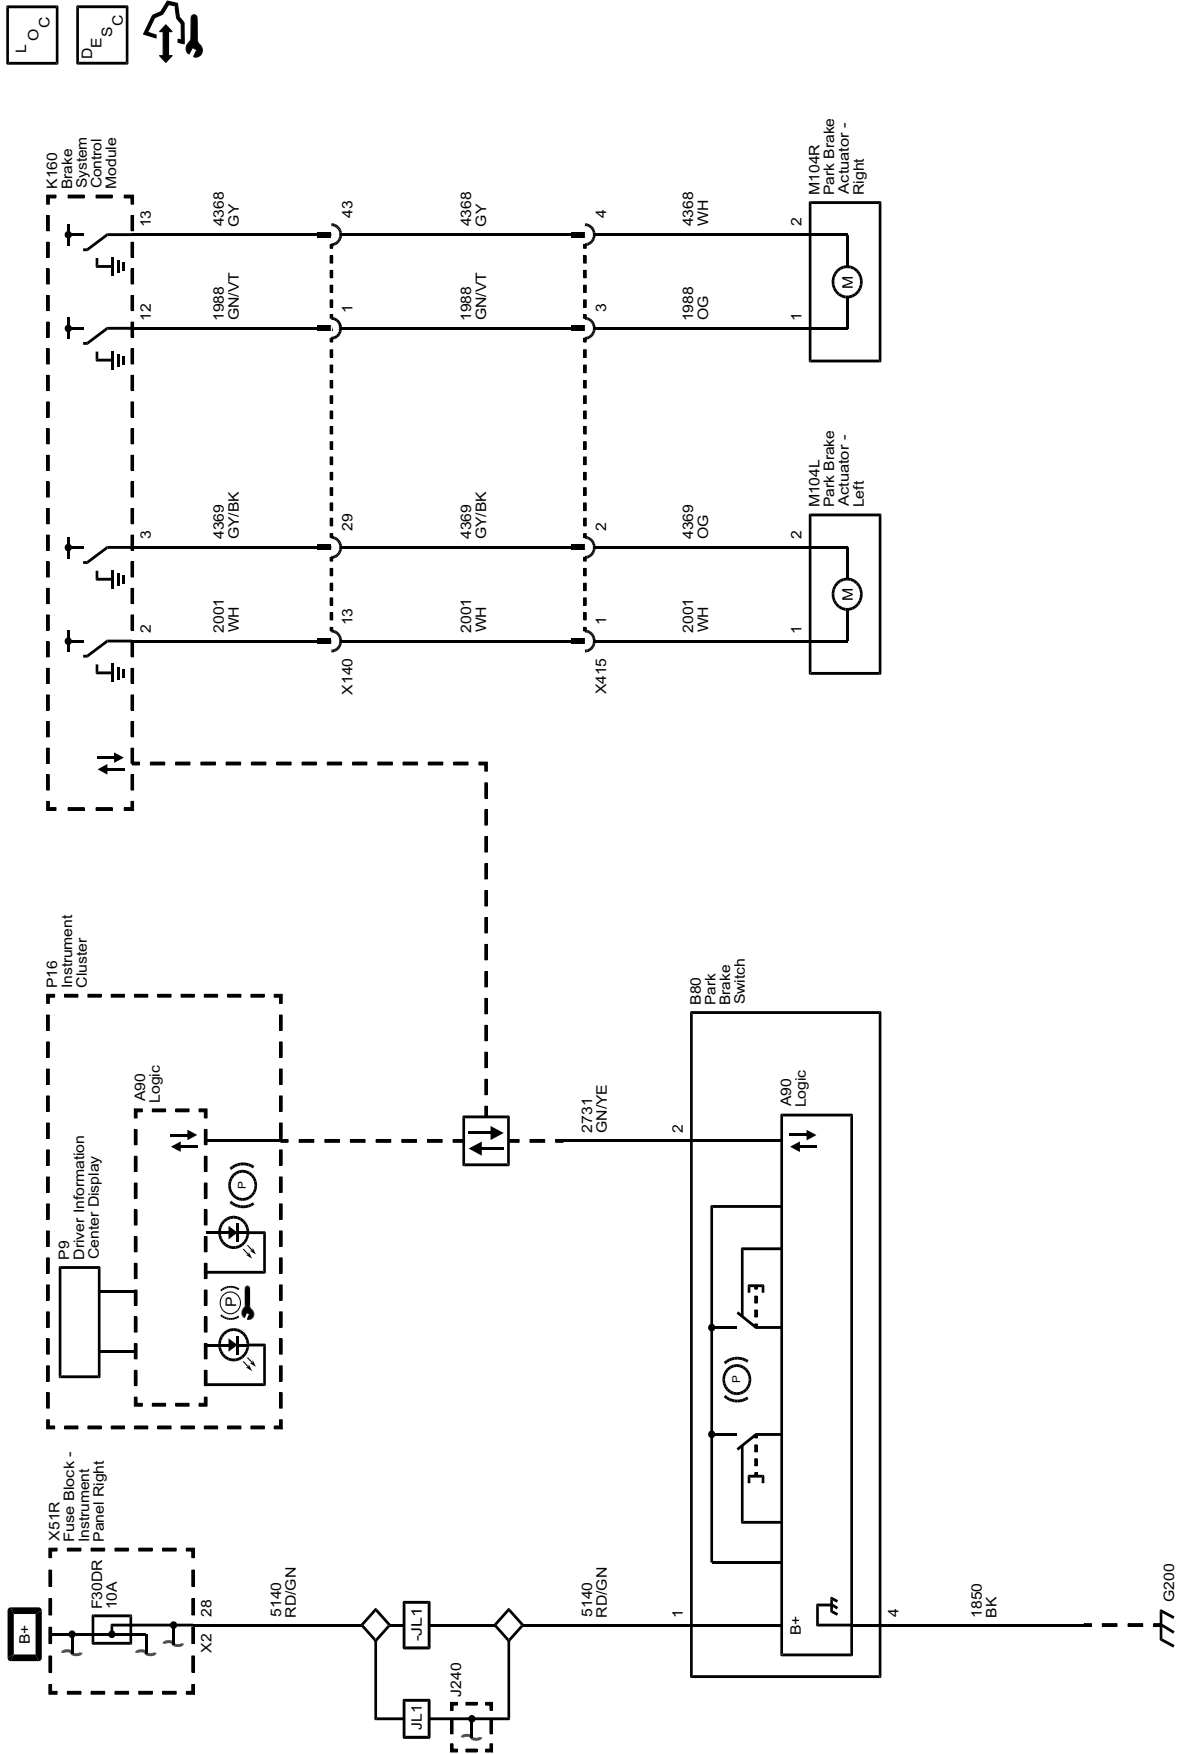 L O C
D E S C
B+
X51R
Fuse Block -
Instrument
Panel Right
F30DR
10A
28
X2
5140
RD/GN
-JL1
JL1
J240
5140
RD/GN
1
B+
4
1850
BK
G200
P16
Instrument
Cluster
P9
Driver Information
Center Display
A90
Logic
P
P
2731
GN/YE
2
B80
Park
Brake
Switch
A90
Logic
P
K160
Brake
System
Control
Module
2
3
12
13
2001
WH
4369
GY/BK
1988
GN/VT
4368
GY
X140
13
29
1
43
2001
WH
4369
GY/BK
1988
GN/VT
4368
GY
X415
1
2
3
4
2001
WH
4369
OG
1988
OG
4368
WH
1
2
M
M104L
Park Brake
Actuator -
Left
1
2
M
M104R
Park Brake
Actuator -
Right